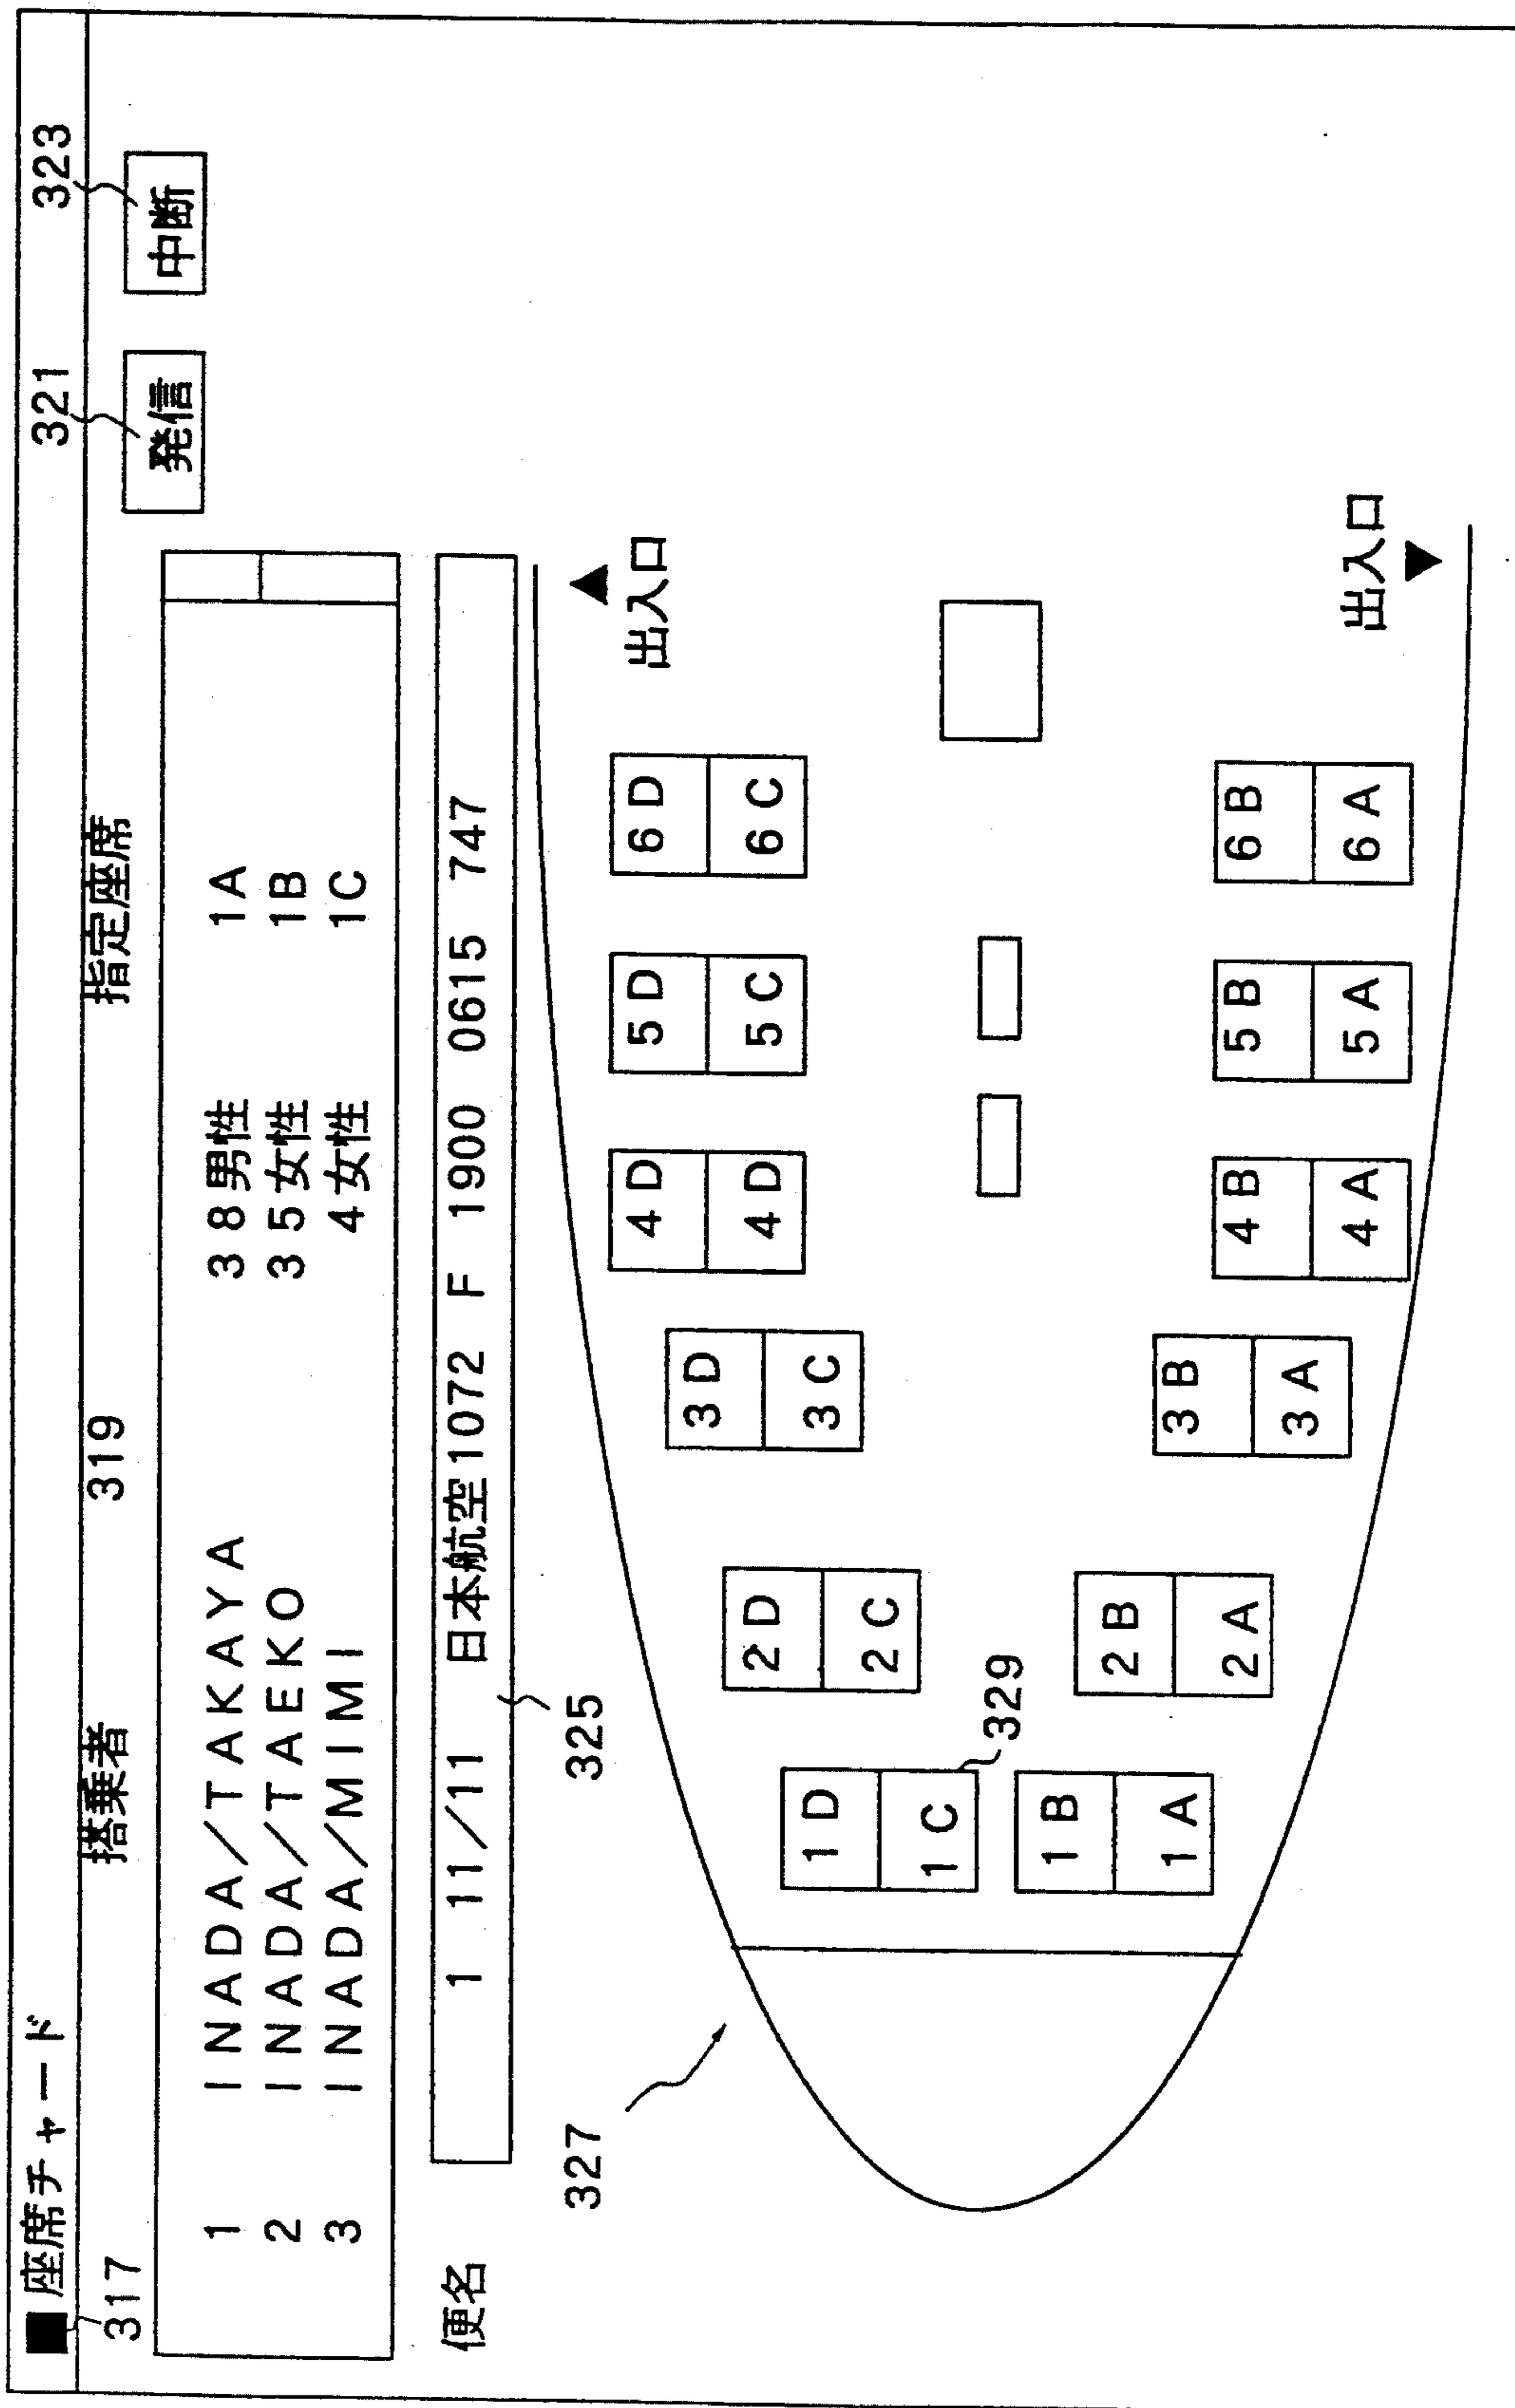 ■座席チャード
317
搭乗者 319 指定座席 321 323
発信 中断
1 INADA/TAKAYA 38男性 1A
2 INADA/TAEKO 35女性 1B
3 INADA/MIMI 4女性 1C
便名 1 11/11 日本航空1072 F 1900 0615 747
325
327
出入口
1D 2D 3D 4D 5D 6D
1C 2C 3C 4D 5C 6C
329
1B 2B 3B 4B 5B 6B
1A 2A 3A 4A 5A 6A
出入口